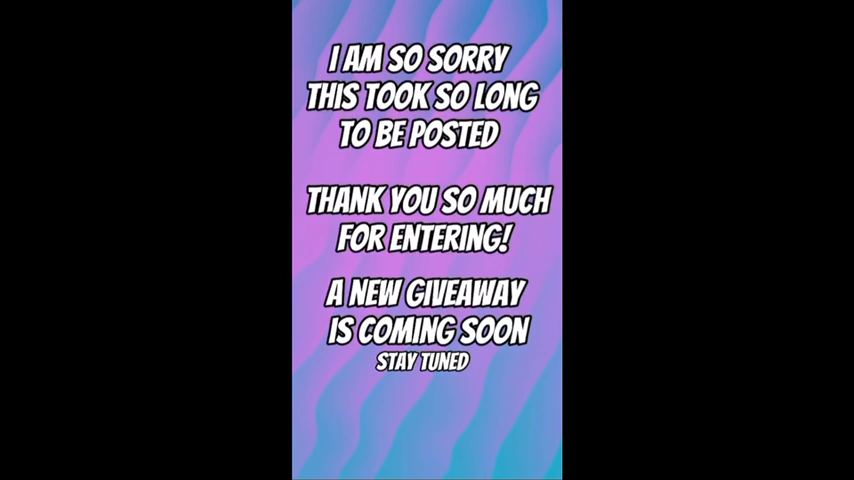 I AM SO SORRY
THIS TOOK SO LONG
TO BE POSTED
THANK YOU SO MUCH
FOR ENTERING!
A NEW GIVEAWAY
IS COMING SOON
STAY TUNED